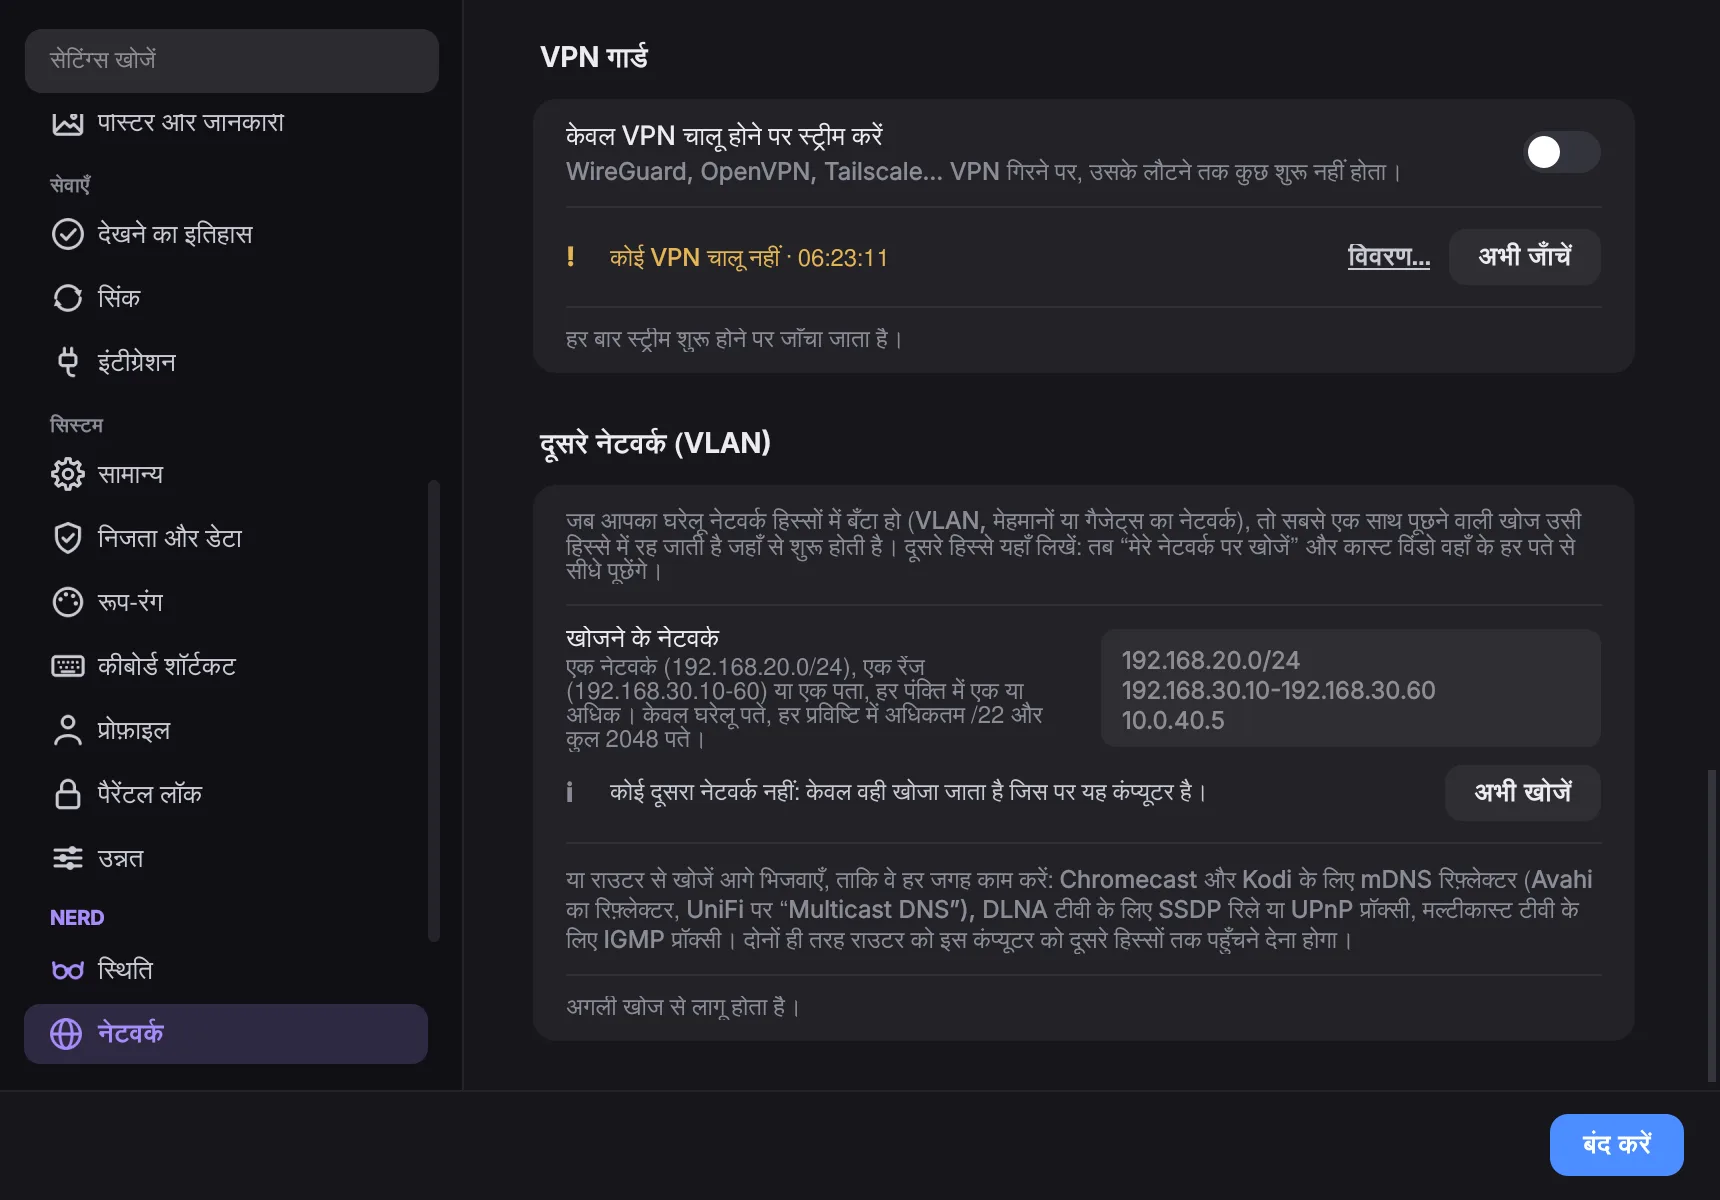 सेटिंग्स खोजें
पोस्टर और जानकारी
सेवाएँ
देखने का इतिहास
सिंक
इंटीग्रेशन
सिस्टम
सामान्य
निजता और डेटा
रूप-रंग
कीबोर्ड शॉर्टकट
प्रोफ़ाइल
पैरेंटल लॉक
उन्नत
NERD
स्थिति
नेटवर्क
VPN गार्ड
केवल VPN चालू होने पर स्ट्रीम करें
WireGuard, OpenVPN, Tailscale... VPN गिरने पर, उसके लौटने तक कुछ शुरू नहीं होता।
कोई VPN चालू नहीं · 06:23:11
विवरण...
अभी जाँचें
हर बार स्ट्रीम शुरू होने पर जाँचा जाता है।
दूसरे नेटवर्क (VLAN)
जब आपका घरेलू नेटवर्क हिस्सों में बँटा हो (VLAN, मेहमानों या गैजेट्स का नेटवर्क), तो सबसे एक साथ पूछने वाली खोज उसी
हिस्से में रह जाती है जहाँ से शुरू होती है। दूसरे हिस्से यहाँ लिखें: तब “मेरे नेटवर्क पर खोजें” और कास्ट विंडो वहाँ के हर पते से
सीधे पूछेंगे।
खोजने के नेटवर्क
एक नेटवर्क (192.168.20.0/24), एक रेंज
(192.168.30.10-60) या एक पता, हर पंक्ति में एक या
अधिक। केवल घरेलू पते, हर प्रविष्टि में अधिकतम /22 और
कुल 2048 पते।
192.168.20.0/24
192.168.30.10-192.168.30.60
10.0.40.5
कोई दूसरा नेटवर्क नहीं: केवल वही खोजा जाता है जिस पर यह कंप्यूटर है।
अभी खोजें
या राउटर से खोजें आगे भिजवाएँ, ताकि वे हर जगह काम करें: Chromecast और Kodi के लिए mDNS रिफ़्लेक्टर (Avahi
का रिफ़्लेक्टर, UniFi पर “Multicast DNS”), DLNA टीवी के लिए SSDP रिले या UPnP प्रॉक्सी, मल्टीकास्ट टीवी के
लिए IGMP प्रॉक्सी। दोनों ही तरह राउटर को इस कंप्यूटर को दूसरे हिस्सों तक पहुँचने देना होगा।
अगली खोज से लागू होता है।
बंद करें